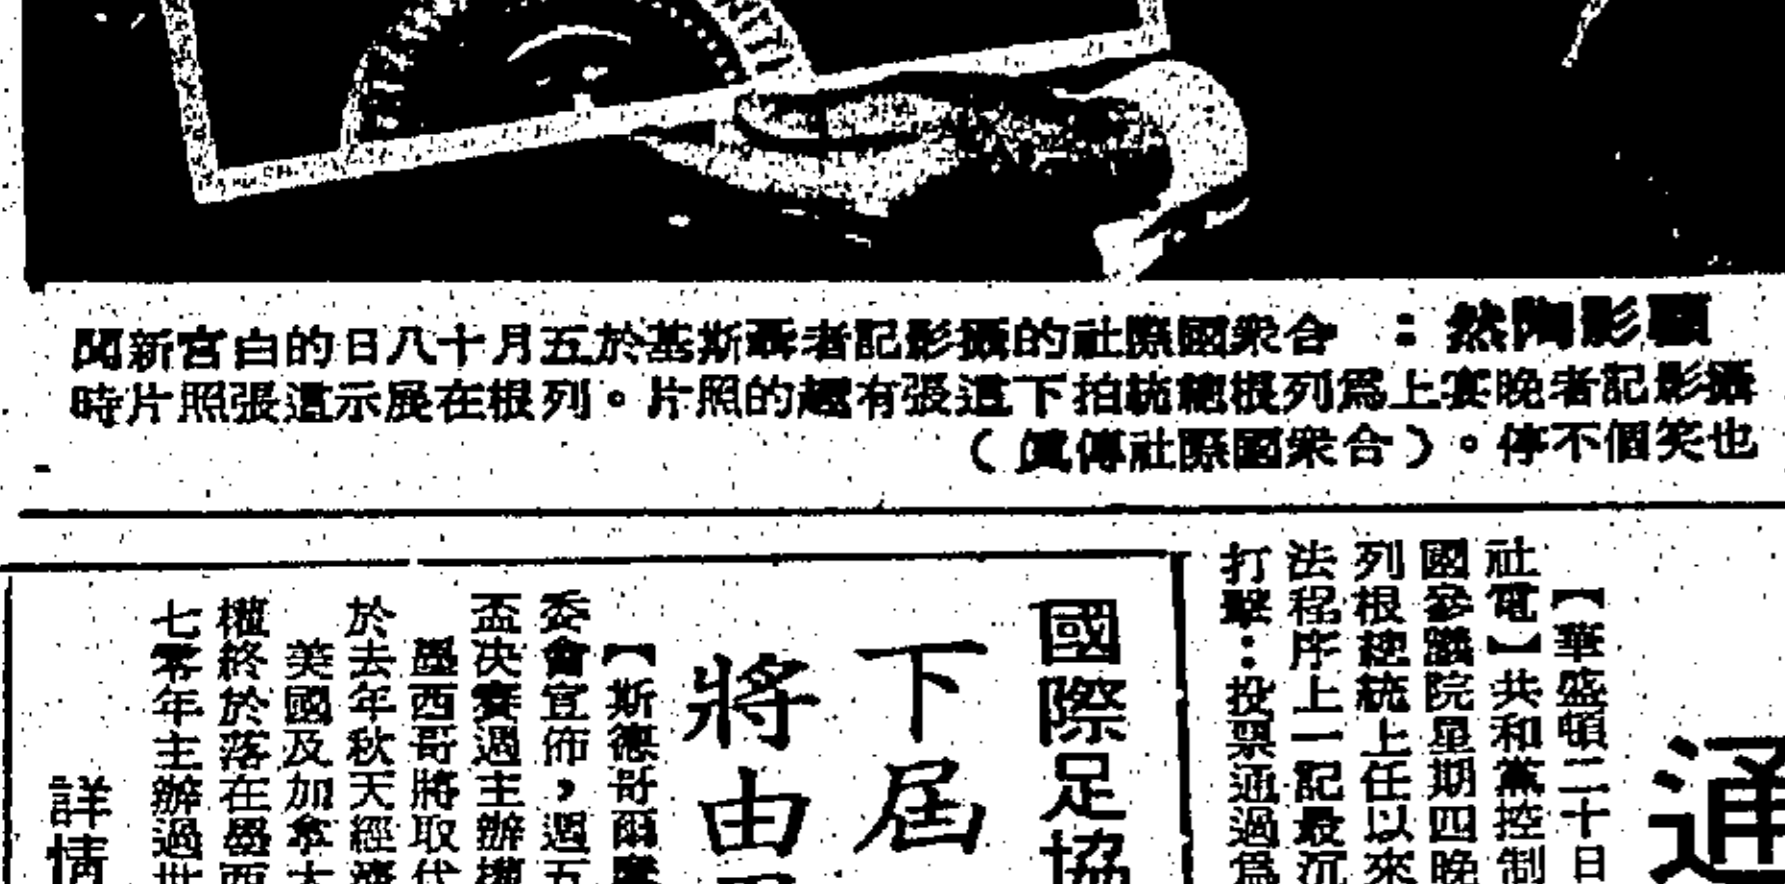 顧影陶然：合衆國際社的攝影記者聶斯基於五月十八日的白宮新聞
攝影記者晚宴上爲列根總統拍下這張有趣的照片。列根在展示這張照片時
也笑個不停。（合衆國際社傳眞）
通
【華盛頓二十日
社電】共和黨控制
國參議院星期四晚
列根總統上任以來
法程序上一記最沉
打擊：投票通過爲
國際足協
下屆
將由
【斯德哥爾
委會宣佈，週五
盃決賽週主辦權
墨西哥將取代
於去年秋天經濟
美國及加拿大
權終於落在墨西
七零年主辦過世
詳情